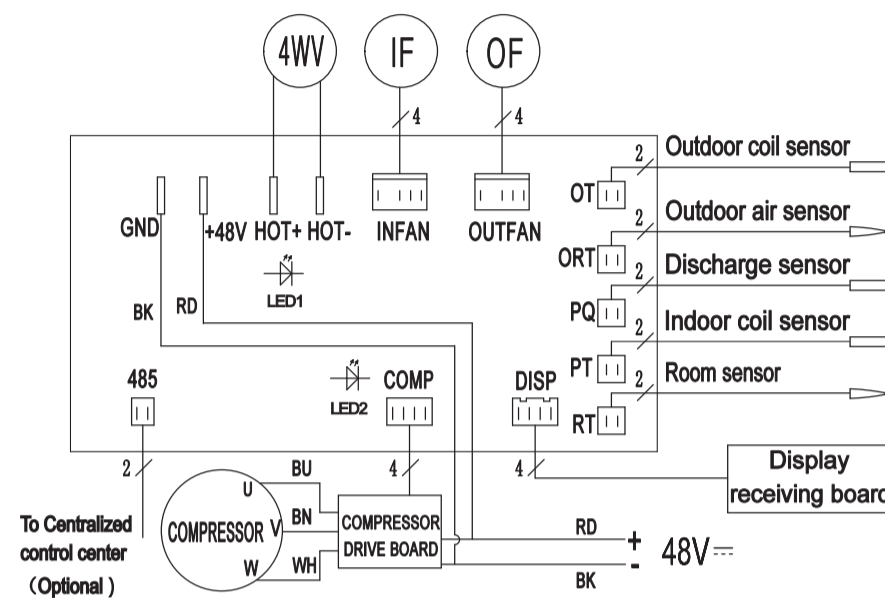 4WV IF OF
4 4
2 Outdoor coil sensor
OT
2 Outdoor air sensor
GND +48V HOT+ HOT- INFAN OUTFAN
ORT
2 Discharge sensor
LED1
BK RD
PQ
2 Indoor coil sensor
PT
485 COMP DISP
2 Room sensor
LED2
RT
2 4 4
Display
receiving board
BU
U
To Centralized
control center
(Optional )
COMPRESSOR V BN
COMPRESSOR
DRIVE BOARD
W WH
RD +
48V
BK -